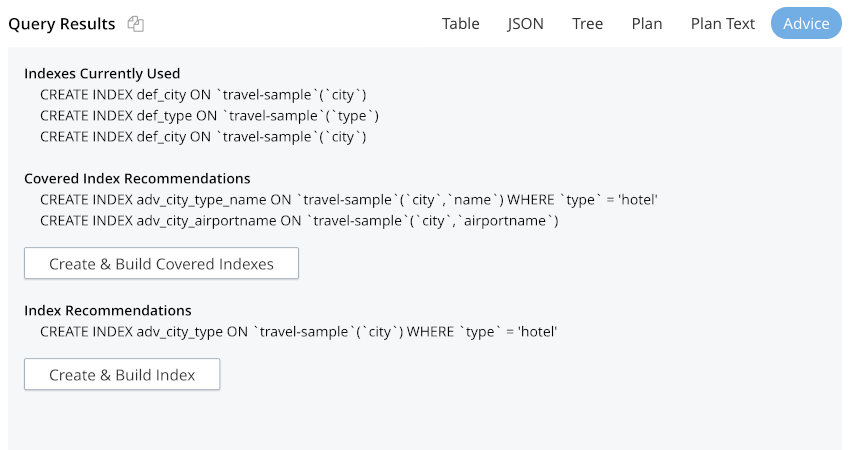 Query Results
Table JSON Tree Plan Plan Text Advice
Indexes Currently Used
CREATE INDEX def_city ON `travel-sample`(`city`)
CREATE INDEX def_type ON `travel-sample`(`type`)
CREATE INDEX def_city ON `travel-sample`(`city`)
Covered Index Recommendations
CREATE INDEX adv_city_type_name ON `travel-sample`(`city`,`name`) WHERE `type` = 'hotel'
CREATE INDEX adv_city_airportname ON `travel-sample`(`city`,`airportname`)
Create & Build Covered Indexes
Index Recommendations
CREATE INDEX adv_city_type ON `travel-sample`(`city`) WHERE `type` = 'hotel'
Create & Build Index